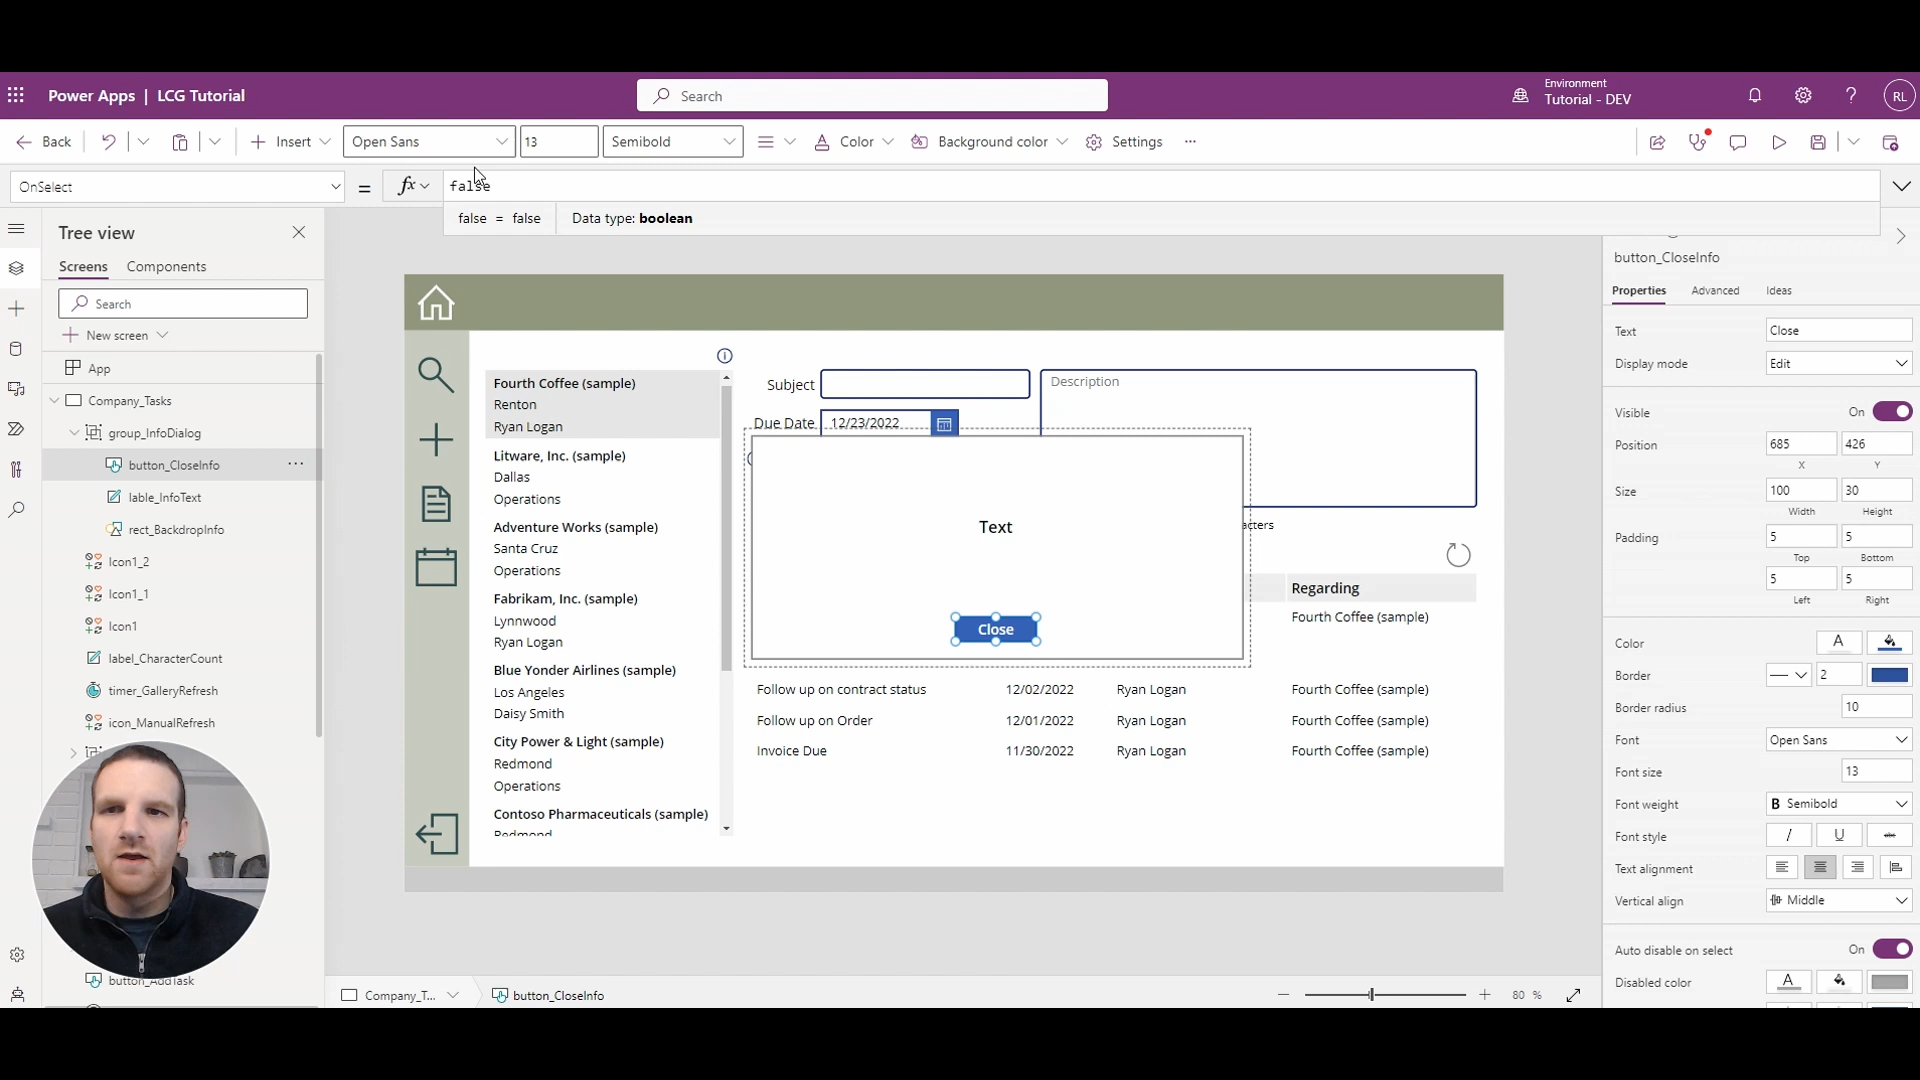 Power Apps | LCG Tutorial
Search
Environment
Tutorial - DEV
RL
Back
Insert
Open Sans
13
Semibold
Color
Background color
Settings
OnSelect
=
fx
false
false = false
Data type: boolean
Tree view
Screens
Components
Search
New screen
App
Company_Tasks
group_InfoDialog
button_CloseInfo
lable_InfoText
rect_BackdropInfo
Icon1_2
Icon1_1
Icon1
label_CharacterCount
timer_GalleryRefresh
icon_ManualRefresh
button_AddTask
Fourth Coffee (sample)
Renton
Ryan Logan
Litware, Inc. (sample)
Dallas
Operations
Adventure Works (sample)
Santa Cruz
Operations
Fabrikam, Inc. (sample)
Lynnwood
Ryan Logan
Blue Yonder Airlines (sample)
Los Angeles
Daisy Smith
City Power & Light (sample)
Redmond
Operations
Contoso Pharmaceuticals (sample)
Redmond
Subject
Description
Due Date
12/23/2022
Text
Close
acters
Regarding
Fourth Coffee (sample)
Follow up on contract status 12/02/2022 Ryan Logan Fourth Coffee (sample)
Follow up on Order 12/01/2022 Ryan Logan Fourth Coffee (sample)
Invoice Due 11/30/2022 Ryan Logan Fourth Coffee (sample)
button_CloseInfo
Properties
Advanced
Ideas
Text
Close
Display mode
Edit
Visible
On
Position
685
426
X
Y
Size
100
30
Width
Height
Padding
5
5
Top
Bottom
5
5
Left
Right
Color
A
Border
2
Border radius
10
Font
Open Sans
Font size
13
Font weight
B Semibold
Font style
/
U
abc
Text alignment
Vertical align
Middle
Auto disable on select
On
Disabled color
A
Company_T...
button_CloseInfo
80 %